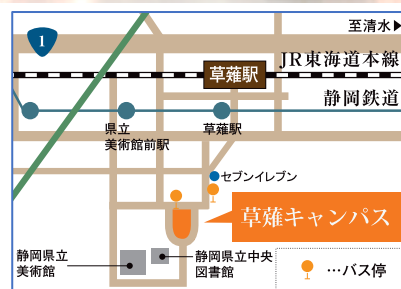 至清水▶
1
JR東海道本線
草薙駅
静岡鉄道
県立
美術館前駅
草薙駅
セブンイレブン
草薙キャンパス
静岡県立
美術館
静岡県立中央
図書館
…バス停